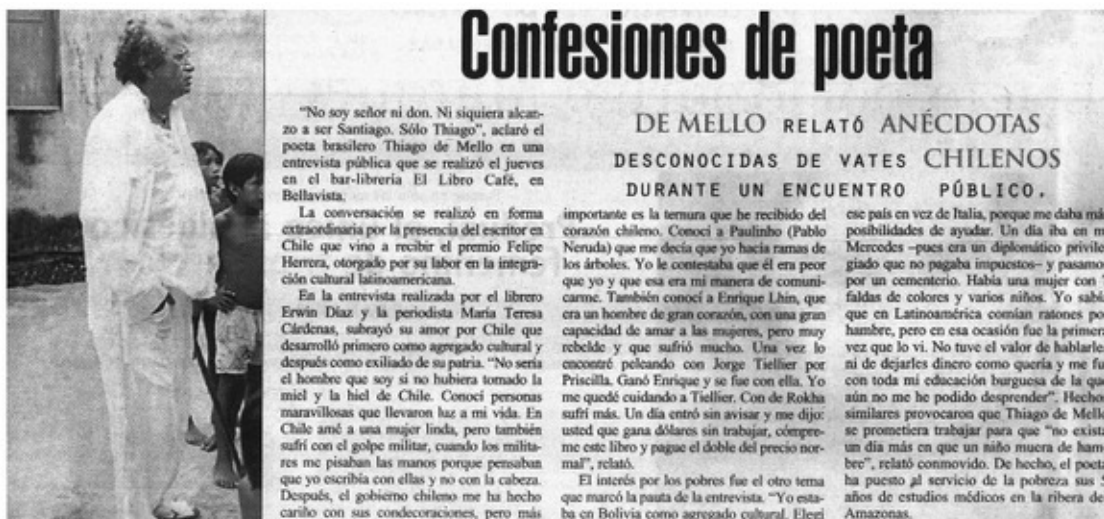 Confesiones de poeta
DE MELLO RELATÓ ANÉCDOTAS
DESCONOCIDAS DE VATES CHILENOS
DURANTE UN ENCUENTRO PÚBLICO.
"No soy señor ni don. Ni siquiera alcan-
zo a ser Santiago. Sólo Thiago", aclaró el
poeta brasilero Thiago de Mello en una
entrevista pública que se realizó el jueves
en el bar-librería El Libro Café, en
Bellavista.
La conversación se realizó en forma
extraordinaria por la presencia del escritor en
Chile que vino a recibir el premio Felipe
Herrera, otorgado por su labor en la integra-
ción cultural latinoamericana.
En la entrevista realizada por el librero
Erwin Díaz y la periodista María Teresa
Cárdenas, subrayó su amor por Chile que
desarrolló primero como agregado cultural y
después como exiliado de su patria. "No sería
el hombre que soy si no hubiera tomado la
miel y la hiel de Chile. Conocí personas
maravillosas que llevaron luz a mi vida. En
Chile amé a una mujer linda, pero también
sufrí con el golpe militar, cuando los milita-
res me pisaban las manos porque pensaban
que yo escribía con ellas y no con la cabeza.
Después, el gobierno chileno me ha hecho
cariño con sus condecoraciones, pero más
importante es la ternura que he recibido del
corazón chileno. Conocí a Paulinho (Pablo
Neruda) que me decía que yo hacía ramas de
los árboles. Yo le contestaba que él era peor
que yo y que esa era mi manera de comuni-
carme. También conocí a Enrique Lhin, que
era un hombre de gran corazón, con una gran
capacidad de amar a las mujeres, pero muy
rebelde y que sufrió mucho. Una vez lo
encontré peleando con Jorge Tiellier por
Priscilla. Ganó Enrique y se fue con ella. Yo
me quedé cuidando a Tiellier. Con de Rokha
sufrí más. Un día entró sin avisar y me dijo:
usted que gana dólares sin trabajar, cómpre-
me este libro y pague el doble del precio nor-
mal", relató.
El interés por los pobres fue el otro tema
que marcó la pauta de la entrevista. "Yo esta-
ba en Bolivia como agregado cultural. Elegí
ese país en vez de Italia, porque me daba más
posibilidades de ayudar. Un día iba en mi
Mercedes –pues era un diplomático privile-
giado que no pagaba impuestos– y pasamos
por un cementerio. Había una mujer con
faldas de colores y varios niños. Yo sabía
que en Latinoamérica comían ratones por
hambre, pero en esa ocasión fue la primera
vez que lo vi. No tuve el valor de hablarle
ni de dejarles dinero como quería y me fui
con toda mi educación burguesa de la que
aún no me he podido desprender". Hechos
similares provocaron que Thiago de Mello
se prometiera trabajar para que "no exista
un día más en que un niño muera de ham-
bre", relató conmovido. De hecho, el poeta
ha puesto al servicio de la pobreza sus 5
años de estudios médicos en la ribera del
Amazonas.